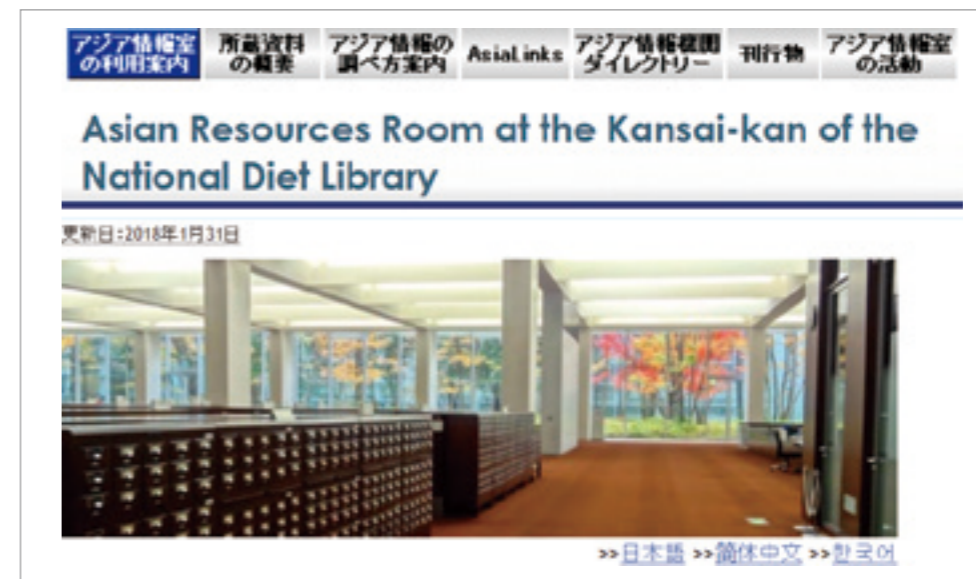 アジア情報室
の利用案内
所蔵資料
の概要
アジア情報の
調べ方案内
AsiaLinks
アジア情報機関
ダイレクトリー
刊行物
アジア情報室
の活動
Asian Resources Room at the Kansai-kan of the
National Diet Library
更新日:2018年1月31日
>>日本語 >>简体中文 >>한국어